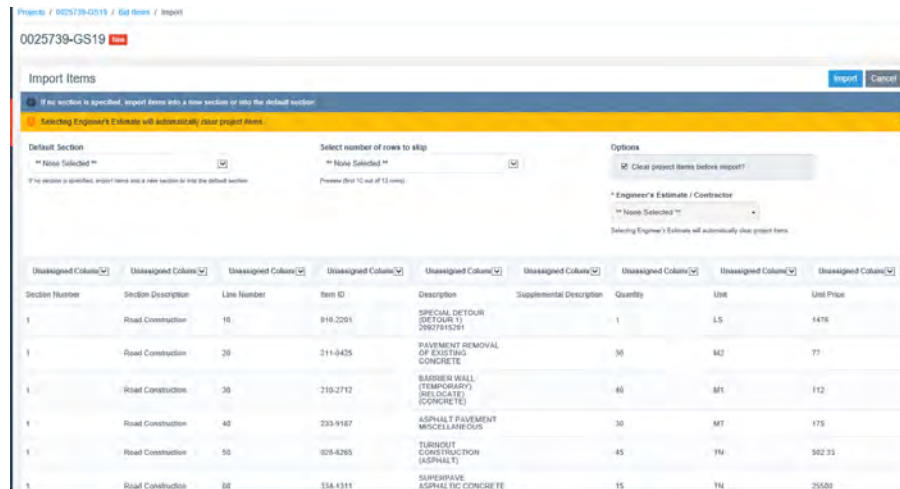 Projects / 0025739-GS19 / Bid Items / Import
0025739-GS19 New
Import Items
Import Cancel
If no section is specified, import items into a new section or into the default section.
Selecting Engineer's Estimate will automatically clear project items.
Default Section
Select number of rows to skip
Options
** None Selected **
** None Selected **
Clear project items before import?
If no section is specified, import items into a new section or into the default section.
Preview (first 10 out of 13 rows)
* Engineer's Estimate / Contractor
** None Selected **
Selecting Engineer's Estimate will automatically clear project items.
Unassigned Column Unassigned Column Unassigned Column Unassigned Column Unassigned Column Unassigned Column Unassigned Column Unassigned Column Unassigned Column
Section Number Section Description Line Number Item ID Description Supplemental Description Quantity Unit Unit Price
1 Road Construction 10 SPECIAL DETOUR (DETOUR 1) 1 LS 1476
1 Road Construction 20 211-0425 PAVEMENT REMOVAL OF EXISTING CONCRETE M2 77
1 Road Construction 30 210-2712 BARRIER WALL (TEMPORARY) (RELOCATE) (CONCRETE) 112
1 Road Construction 40 233-9187 ASPHALT PAVEMENT MISCELLANEOUS 30 MT 175
1 Road Construction 50 TURNOUT CONSTRUCTION (ASPHALT) 45 TN 502.33
Road Construction 60 334-1311 SUPERPAVE ASPHALTIC CONCRETE 15 TN 25500